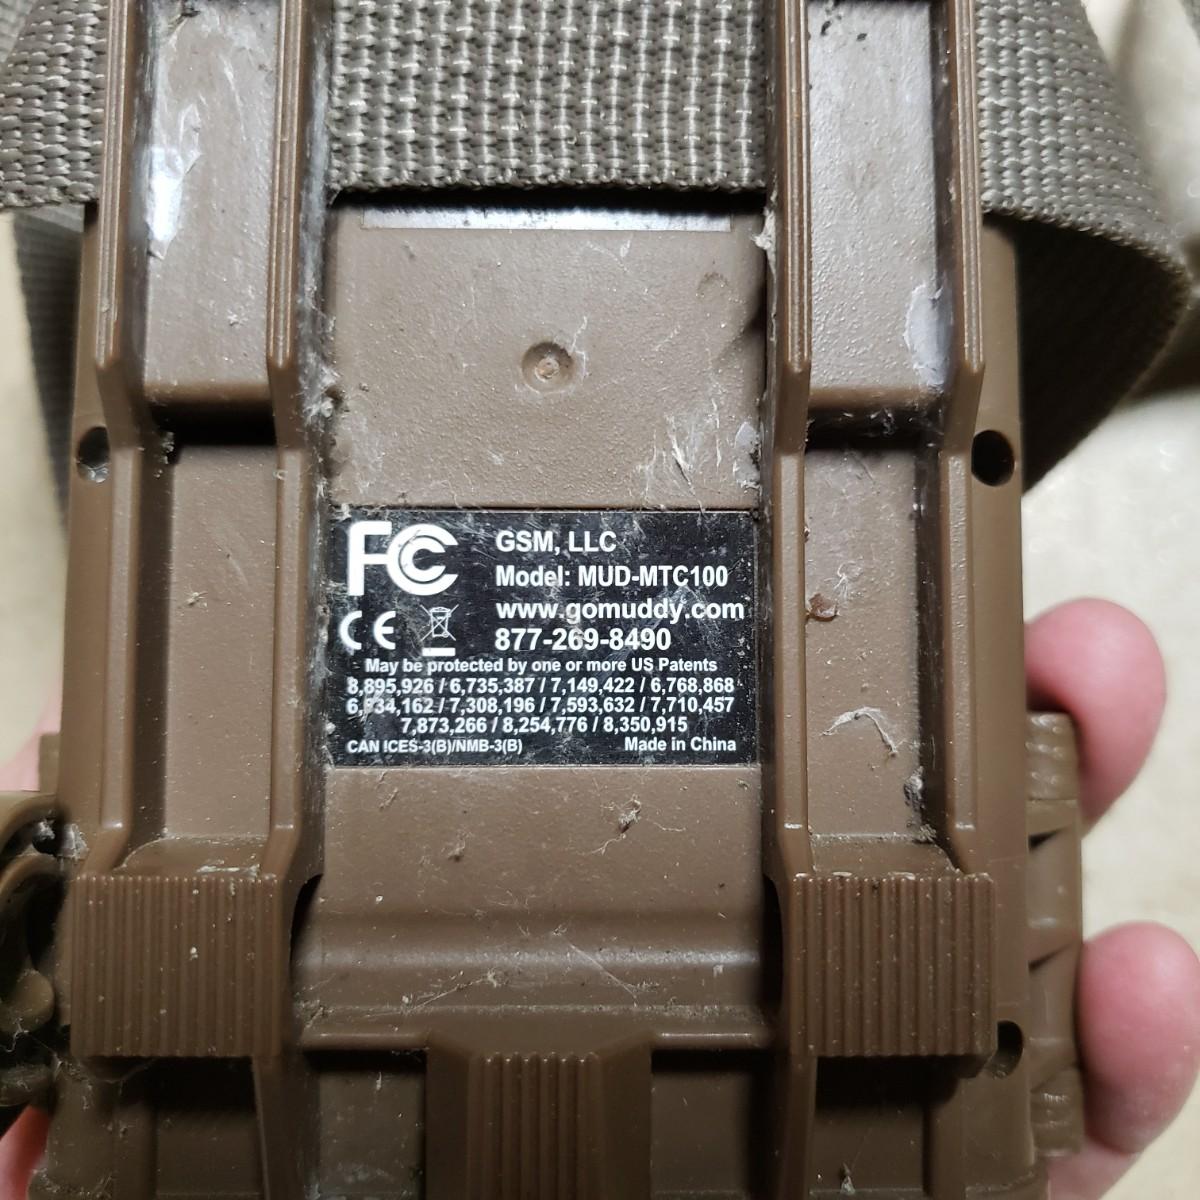 FC
GSM, LLC
Model: MUD-MTC100
www.gomuddy.com
CE
877-269-8490
May be protected by one or more US Patents
8,895,926 / 6,735,387 / 7,149,422 / 6,768,868
/ 7,308,196 / 7,593,632 / 7,710,457
7,873,266 / 8,254,776 / 8,350,915
CAN ICES-3(B)/NMB-3(B) Made in China